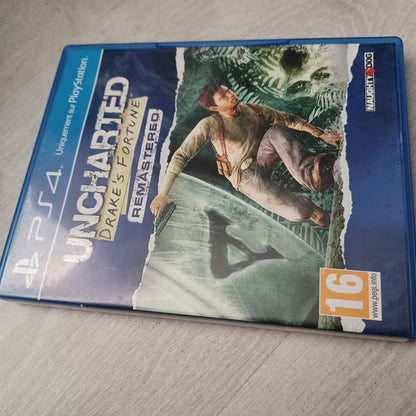 PS4
Uniquement sur PlayStation
UNCHARTED
DRAKE'S FORTUNE
REMASTERED
NAUGHTY DOG
16
www.pegi.info